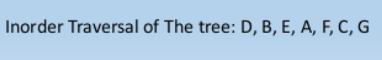 Inorder Traversal of The tree: D, B, E, A, F, C, G